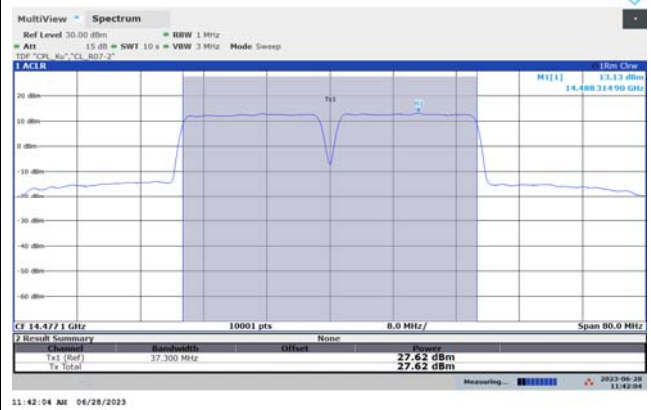 MultiView Spectrum
Ref Level 30.00 dBm RBW 1 MHz
Att 15 dB SWT 10 s VBW 3 MHz Mode Sweep
TDF "CPL_Ku","CL_R07-2"
1 ACLR 1Rm Clrw
M1[1] 13.13 dBm
14.488 314 90 GHz
20 dBm
Tx1
M1
10 dBm
0 dBm
-10 dBm
-20 dBm
-30 dBm
-40 dBm
-50 dBm
-60 dBm
CF 14.4771 GHz 10001 pts 8.0 MHz/ Span 80.0 MHz
2 Result Summary None
Channel Bandwidth Offset Power
Tx1 (Ref) 37.300 MHz 27.62 dBm
Tx Total 27.62 dBm
Measuring... 2023-06-28
11:42:04
11:42:04 AM 06/28/2023